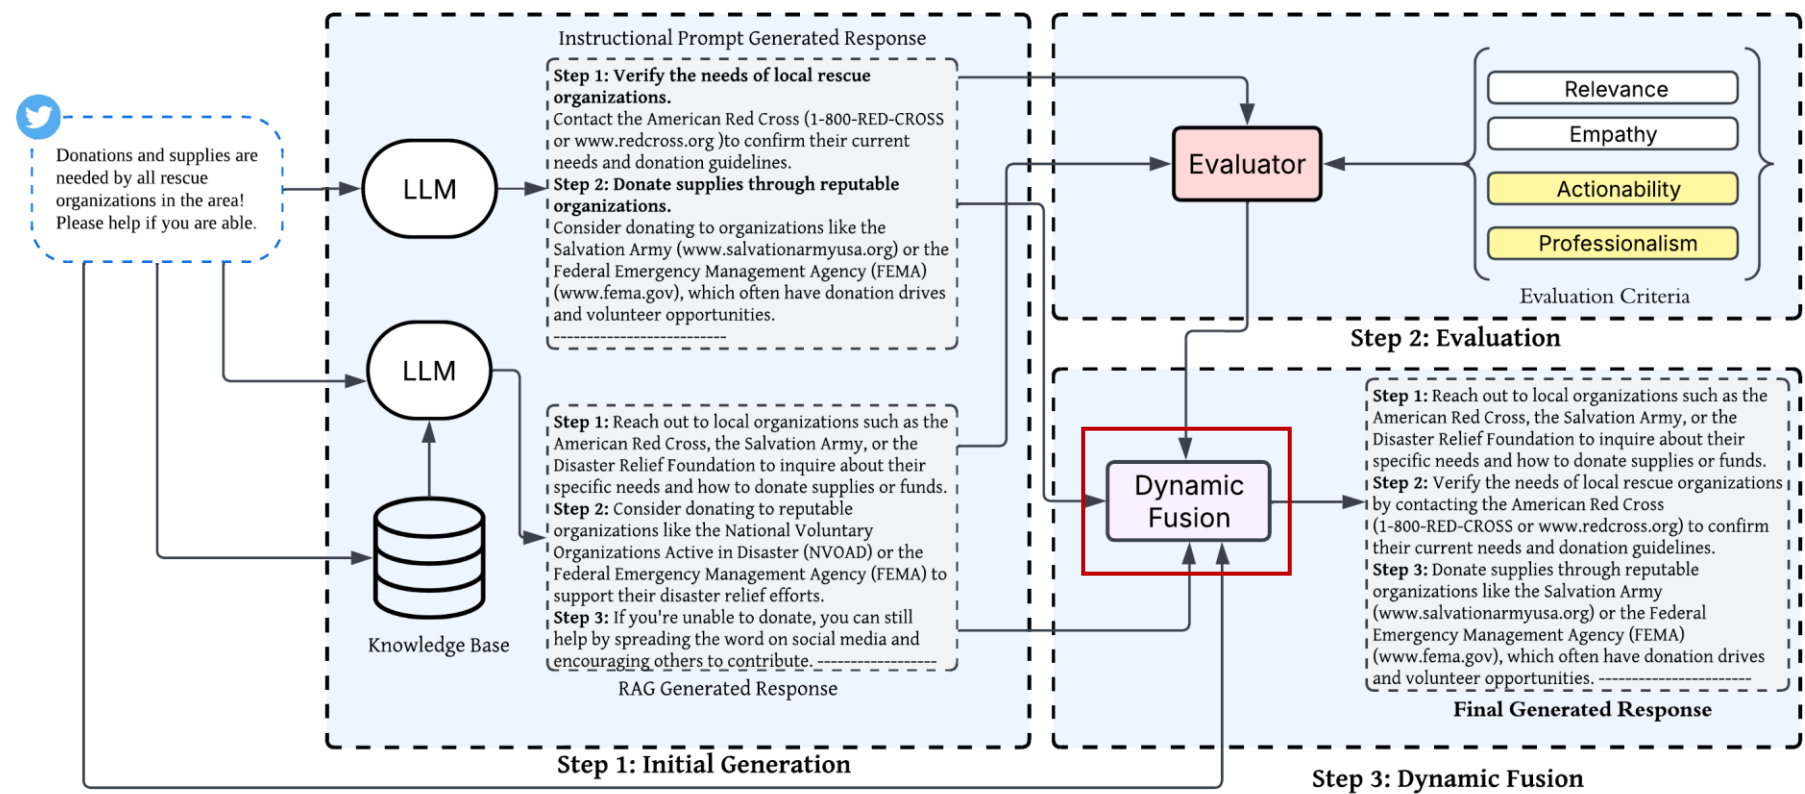 Donations and supplies are
needed by all rescue
organizations in the area!
Please help if you are able.
LLM
LLM
Knowledge Base
Instructional Prompt Generated Response
Step 1: Verify the needs of local rescue
organizations.
Contact the American Red Cross (1-800-RED-CROSS
or www.redcross.org )to confirm their current
needs and donation guidelines.
Step 2: Donate supplies through reputable
organizations.
Consider donating to organizations like the
Salvation Army (www.salvationarmyusa.org) or the
Federal Emergency Management Agency (FEMA)
(www.fema.gov), which often have donation drives
and volunteer opportunities.
--------------------------
Step 1: Reach out to local organizations such as the
American Red Cross, the Salvation Army, or the
Disaster Relief Foundation to inquire about their
specific needs and how to donate supplies or funds.
Step 2: Consider donating to reputable
organizations like the National Voluntary
Organizations Active in Disaster (NVOAD) or the
Federal Emergency Management Agency (FEMA) to
support their disaster relief efforts.
Step 3: If you're unable to donate, you can still
help by spreading the word on social media and
encouraging others to contribute. ------------------
RAG Generated Response
Step 1: Initial Generation
Evaluator
Relevance
Empathy
Actionability
Professionalism
Evaluation Criteria
Step 2: Evaluation
Dynamic
Fusion
Step 1: Reach out to local organizations such as the
American Red Cross, the Salvation Army, or the
Disaster Relief Foundation to inquire about their
specific needs and how to donate supplies or funds.
Step 2: Verify the needs of local rescue organizations
by contacting the American Red Cross
(1-800-RED-CROSS or www.redcross.org) to confirm
their current needs and donation guidelines.
Step 3: Donate supplies through reputable
organizations like the Salvation Army
(www.salvationarmyusa.org) or the Federal
Emergency Management Agency (FEMA)
(www.fema.gov), which often have donation drives
and volunteer opportunities. -----------------------
Final Generated Response
Step 3: Dynamic Fusion